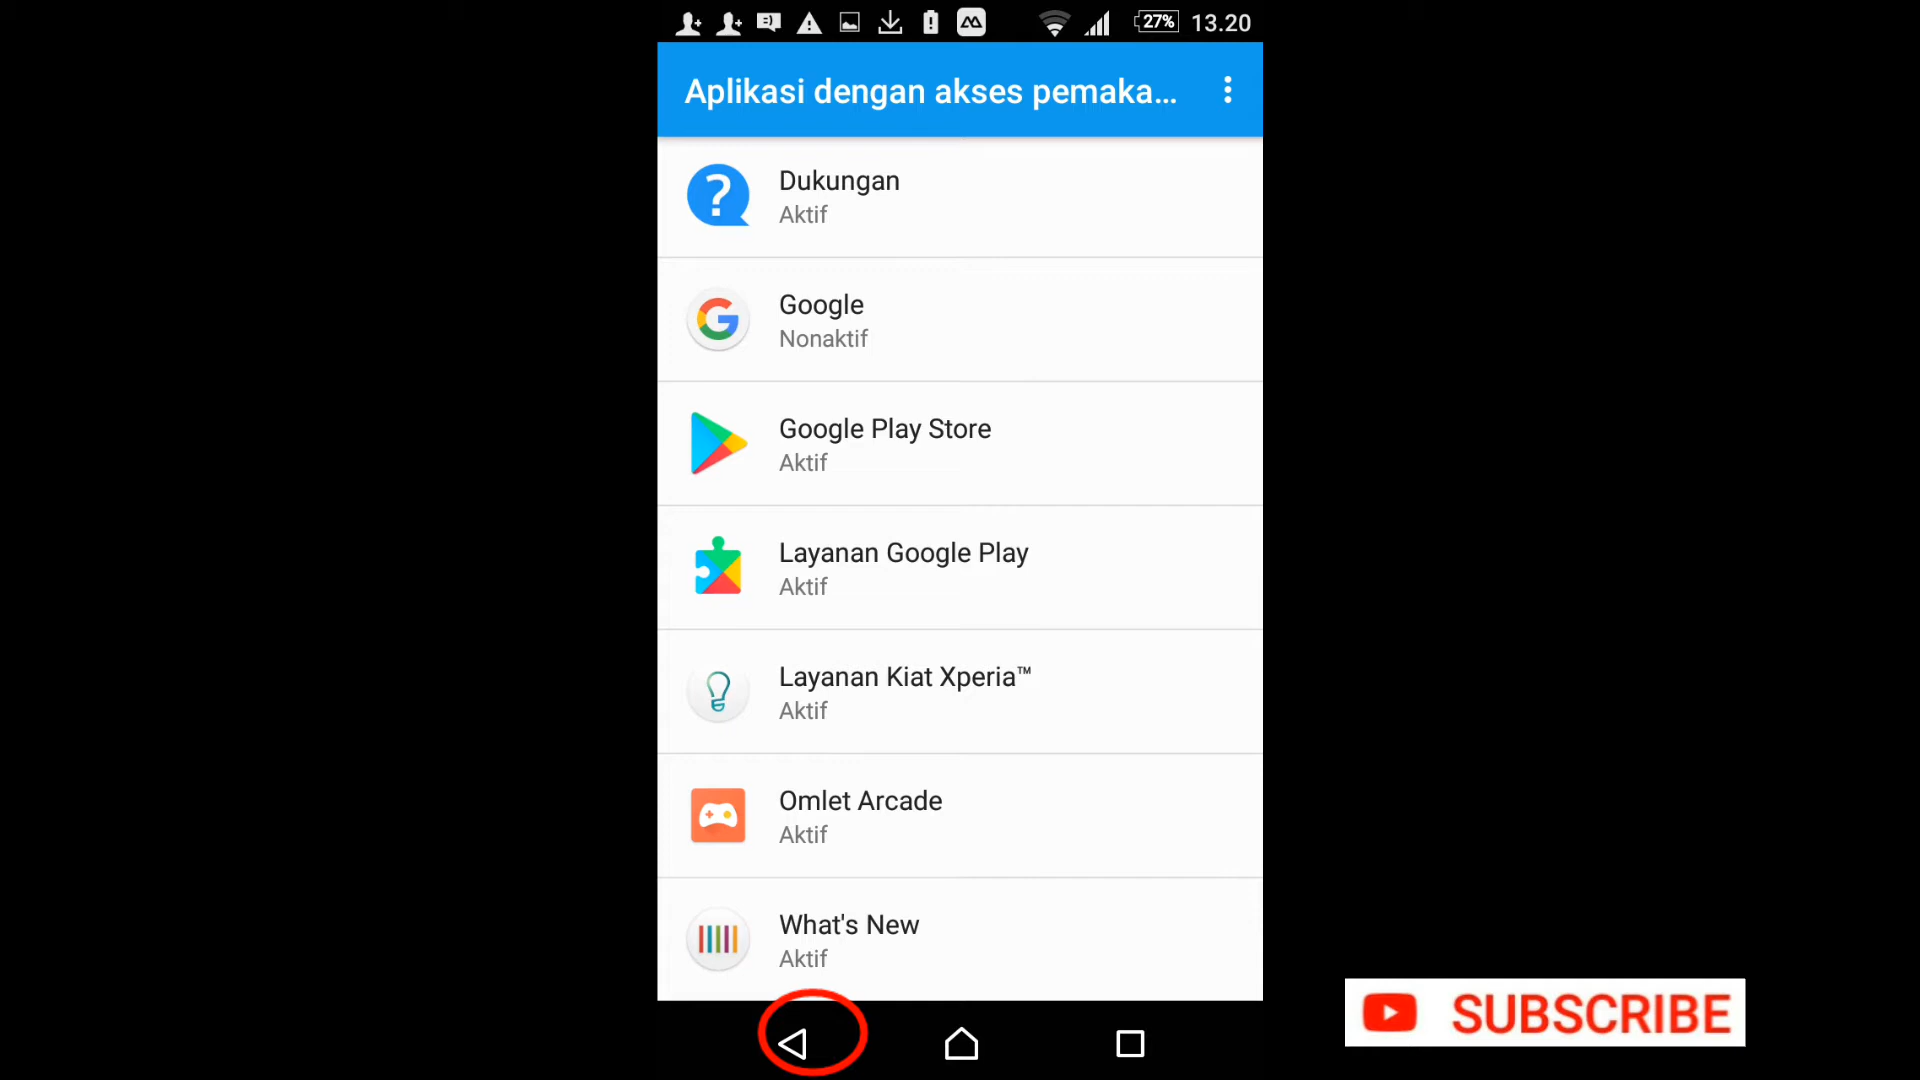 27% 13.20
Aplikasi dengan akses pemaka...
Dukungan
Aktif
Google
Nonaktif
Google Play Store
Aktif
Layanan Google Play
Aktif
Layanan Kiat Xperia™
Aktif
Omlet Arcade
Aktif
What's New
Aktif
SUBSCRIBE